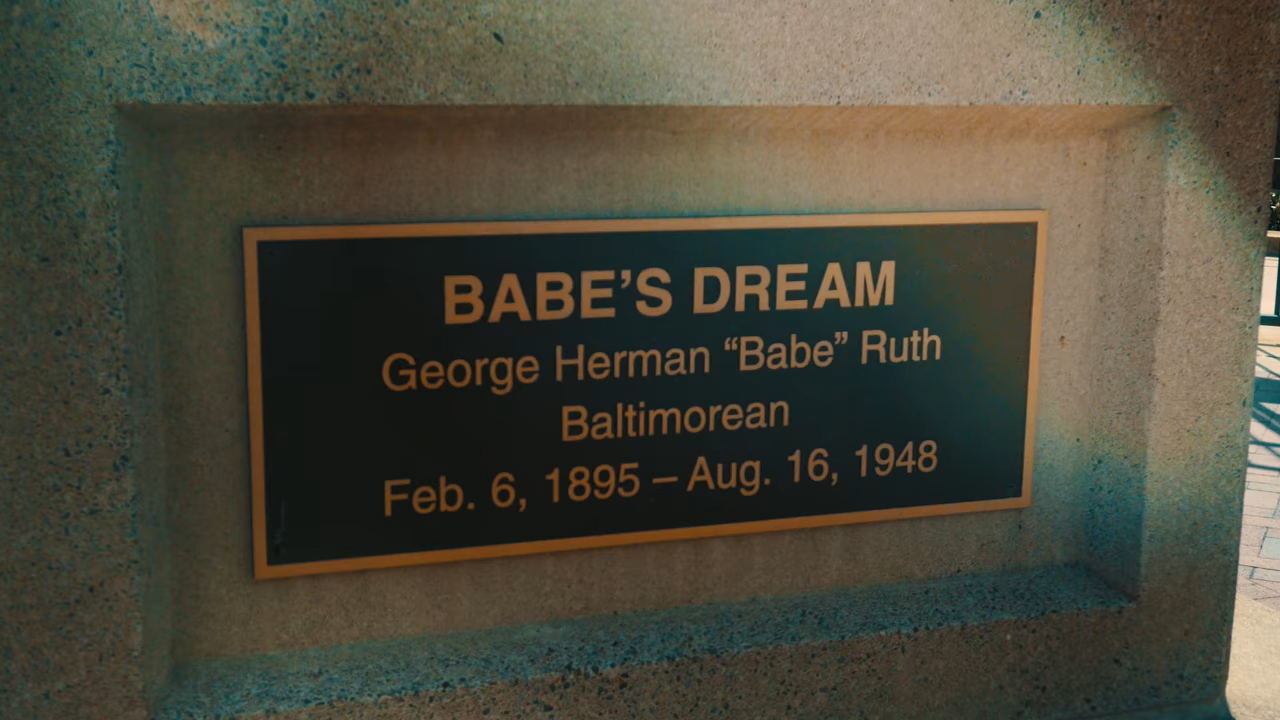 BABE’S DREAM
George Herman “Babe” Ruth
Baltimorean
Feb. 6, 1895 – Aug. 16, 1948